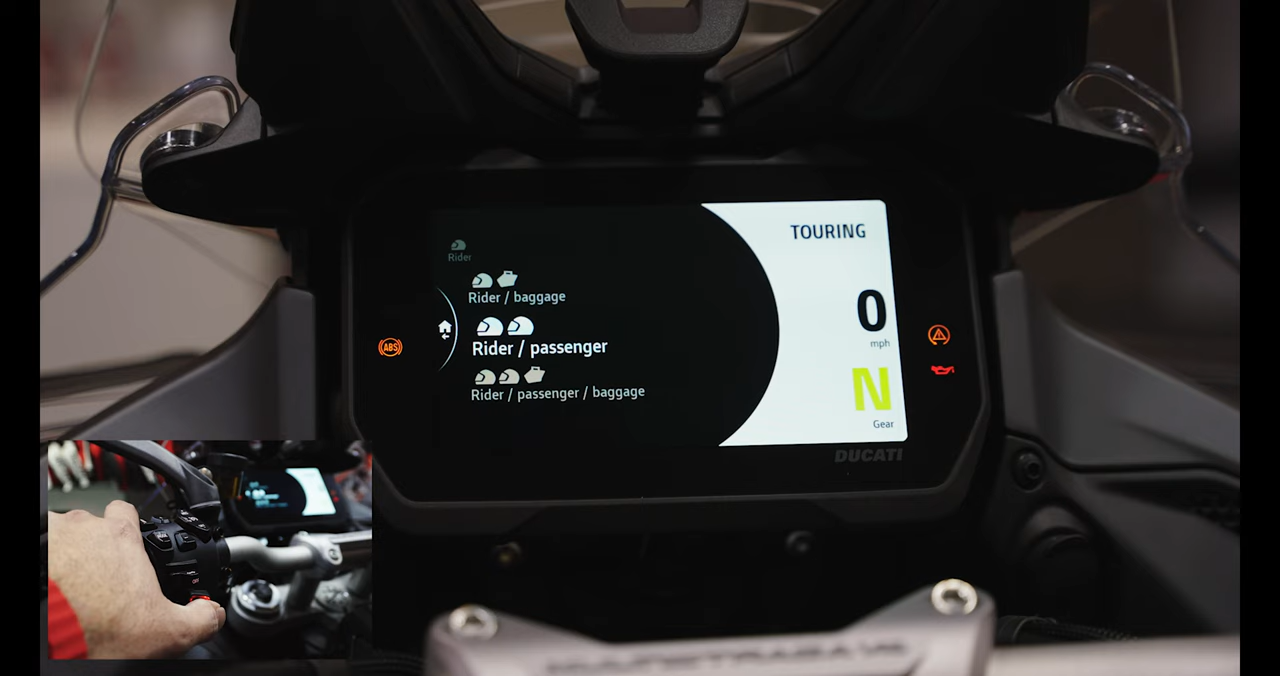 TOURING
Rider
Rider / baggage
Rider / passenger
Rider / passenger / baggage
0
mph
N
Gear
ABS
DUCATI